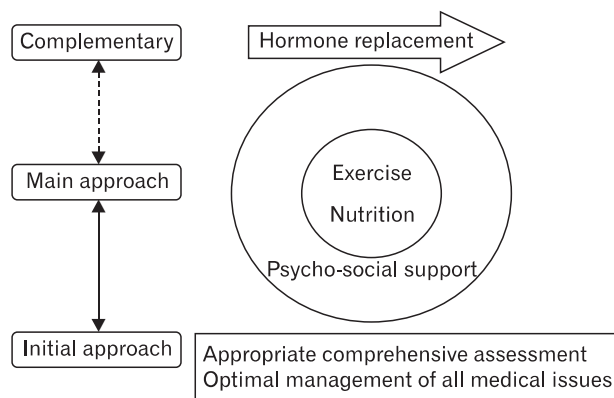 Complementary
Hormone replacement
Main approach
Exercise
Nutrition
Psycho-social support
Initial approach
Appropriate comprehensive assessment
Optimal management of all medical issues